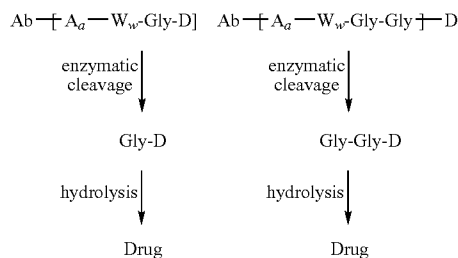 Ab—[ A_a—W_w-Gly-D]
enzymatic
cleavage
Gly-D
hydrolysis
Drug
Ab—[ A_a—W_w-Gly-Gly ]—D
enzymatic
cleavage
Gly-Gly-D
hydrolysis
Drug